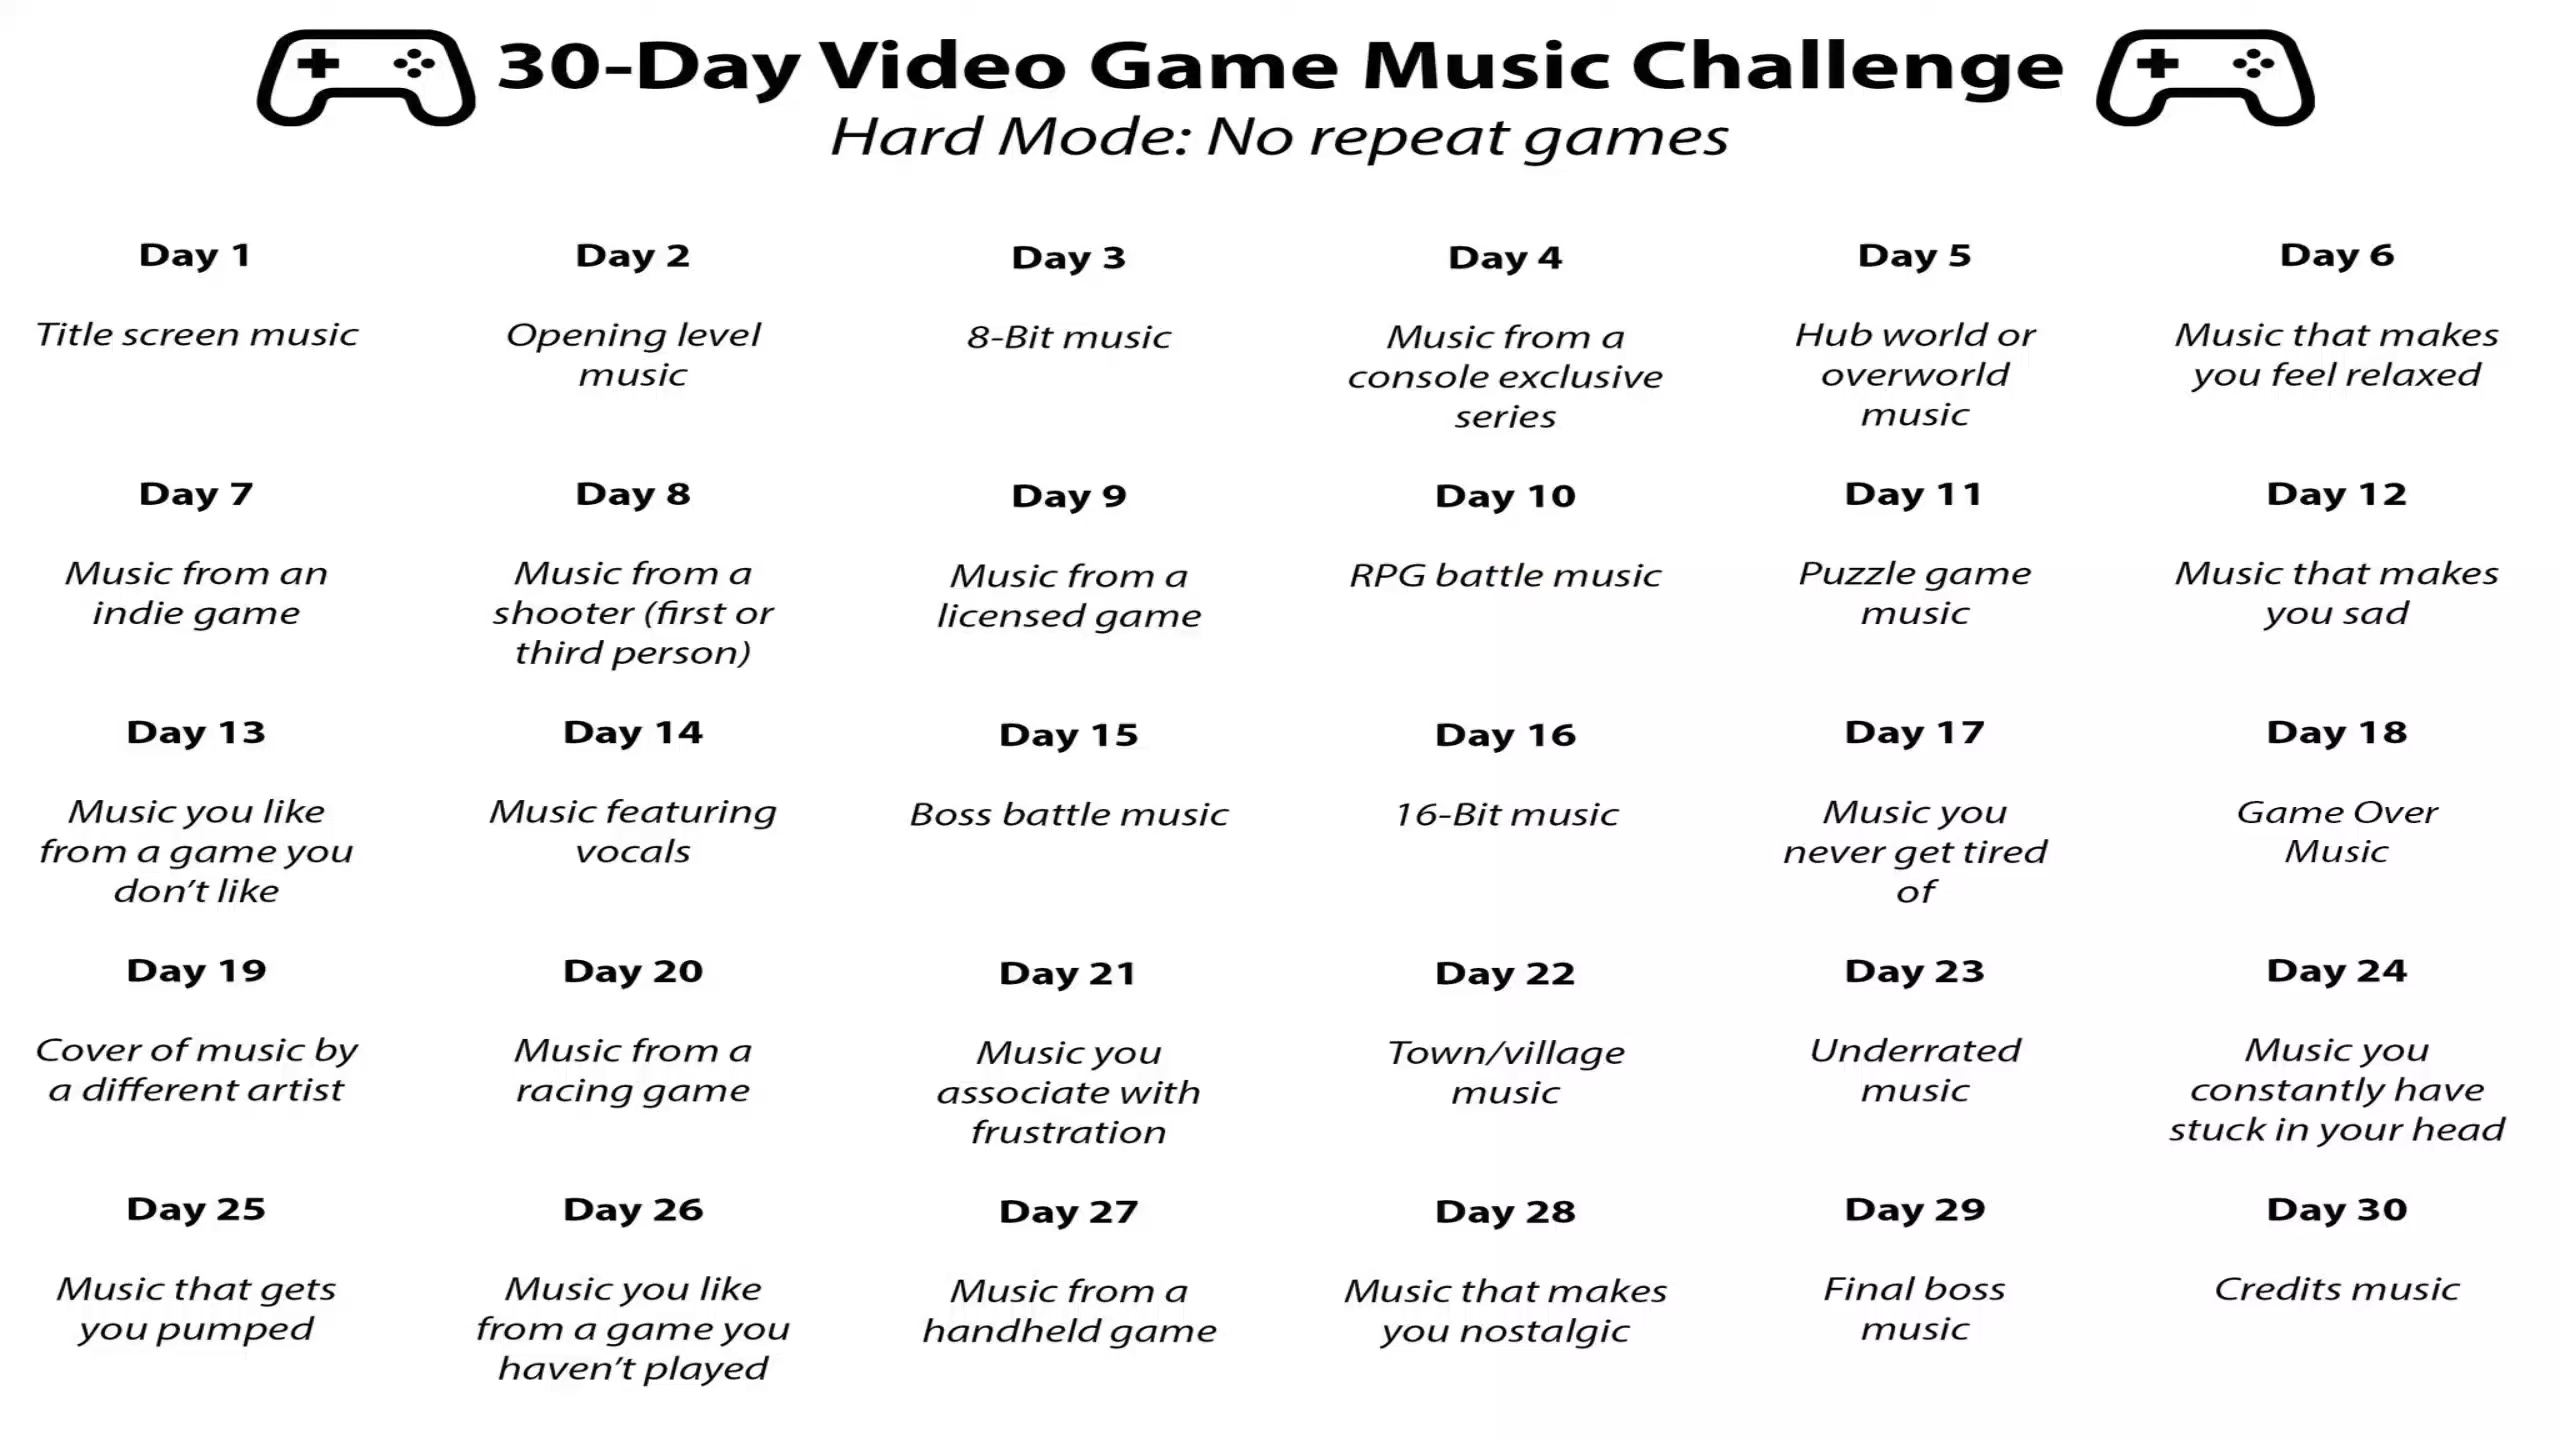 30-Day Video Game Music Challenge
Hard Mode: No repeat games
Day 1
Title screen music
Day 2
Opening level
music
Day 3
8-Bit music
Day 4
Music from a
console exclusive
series
Day 5
Hub world or
overworld
music
Day 6
Music that makes
you feel relaxed
Day 7
Music from an
indie game
Day 8
Music from a
shooter (first or
third person)
Day 9
Music from a
licensed game
Day 10
RPG battle music
Day 11
Puzzle game
music
Day 12
Music that makes
you sad
Day 13
Music you like
from a game you
don’t like
Day 14
Music featuring
vocals
Day 15
Boss battle music
Day 16
16-Bit music
Day 17
Music you
never get tired
of
Day 18
Game Over
Music
Day 19
Cover of music by
a different artist
Day 20
Music from a
racing game
Day 21
Music you
associate with
frustration
Day 22
Town/village
music
Day 23
Underrated
music
Day 24
Music you
constantly have
stuck in your head
Day 25
Music that gets
you pumped
Day 26
Music you like
from a game you
haven’t played
Day 27
Music from a
handheld game
Day 28
Music that makes
you nostalgic
Day 29
Final boss
music
Day 30
Credits music